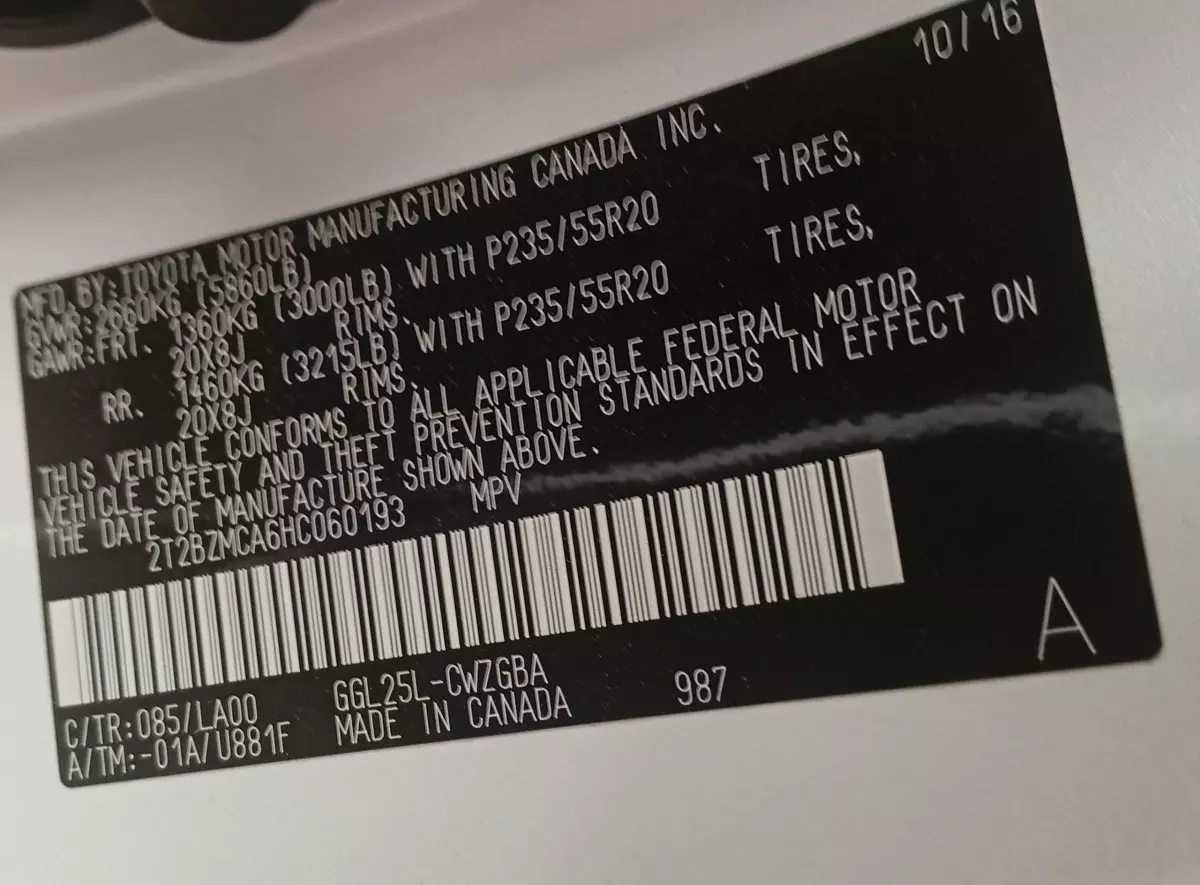 10/16
MFD. BY: TOYOTA MOTOR MANUFACTURING CANADA INC.
GVWR: 2660KG (5860LB)
GAWR: FRT. 1360KG (3000LB) WITH P235/55R20 TIRES,
20X8J RIMS.
RR. 1460KG (3215LB) WITH P235/55R20 TIRES,
20X8J RIMS.
THIS VEHICLE CONFORMS TO ALL APPLICABLE FEDERAL MOTOR
VEHICLE SAFETY AND THEFT PREVENTION STANDARDS IN EFFECT ON
THE DATE OF MANUFACTURE SHOWN ABOVE.
2T2BZMCA6HC060193 MPV
C/TR:085/LA00 GGL25L-CWZGBA 987
A/TM:-01A/U881F MADE IN CANADA
A